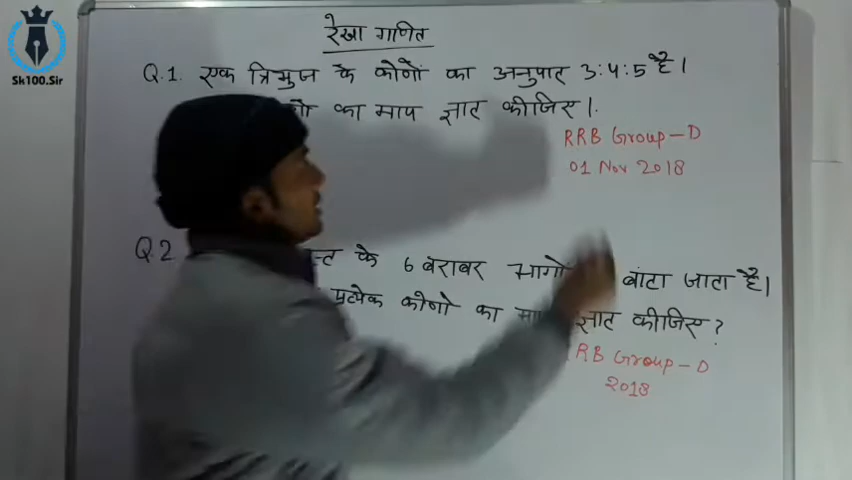 Sk100.Sir
रेखा गणित
Q.1. एक त्रिभुज के कोणों का अनुपात 3:4:5 है।
का माप ज्ञात कीजिए।
RRB Group-D
01 Nov 2018
Q.2 के 6 बराबर भागों बांटा जाता है।
प्रत्येक कोणो का ज्ञात कीजिए?
RB Group-D
2018